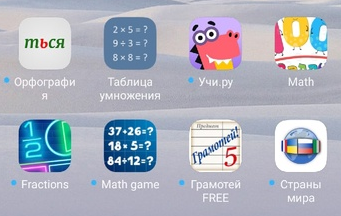 ться
2 × 5 = ?
9 ÷ 3 = ?
8 × 8 = ?
Орфографи
я
Таблица
умножения
Учи.ру
100
Math
1
2
Fractions
37+26=?
18÷5=?
84÷12=?
Math game
Предмет
Грамотей!
5
Грамотей
FREE
Страны
мира